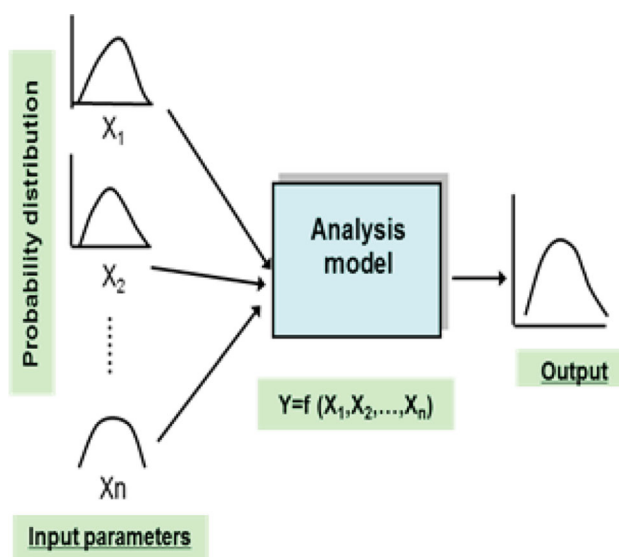 Probability distribution
X₁
X₂
Xn
Input parameters
Analysis
model
Y=f (X₁,X₂,...,Xₙ)
Output